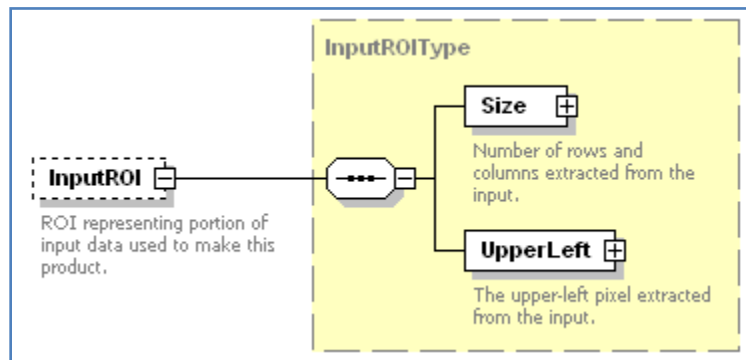 InputROIType
Size
Number of rows and
columns extracted from the
input.
InputROI
ROI representing portion of
input data used to make this
product.
UpperLeft
The upper-left pixel extracted
from the input.